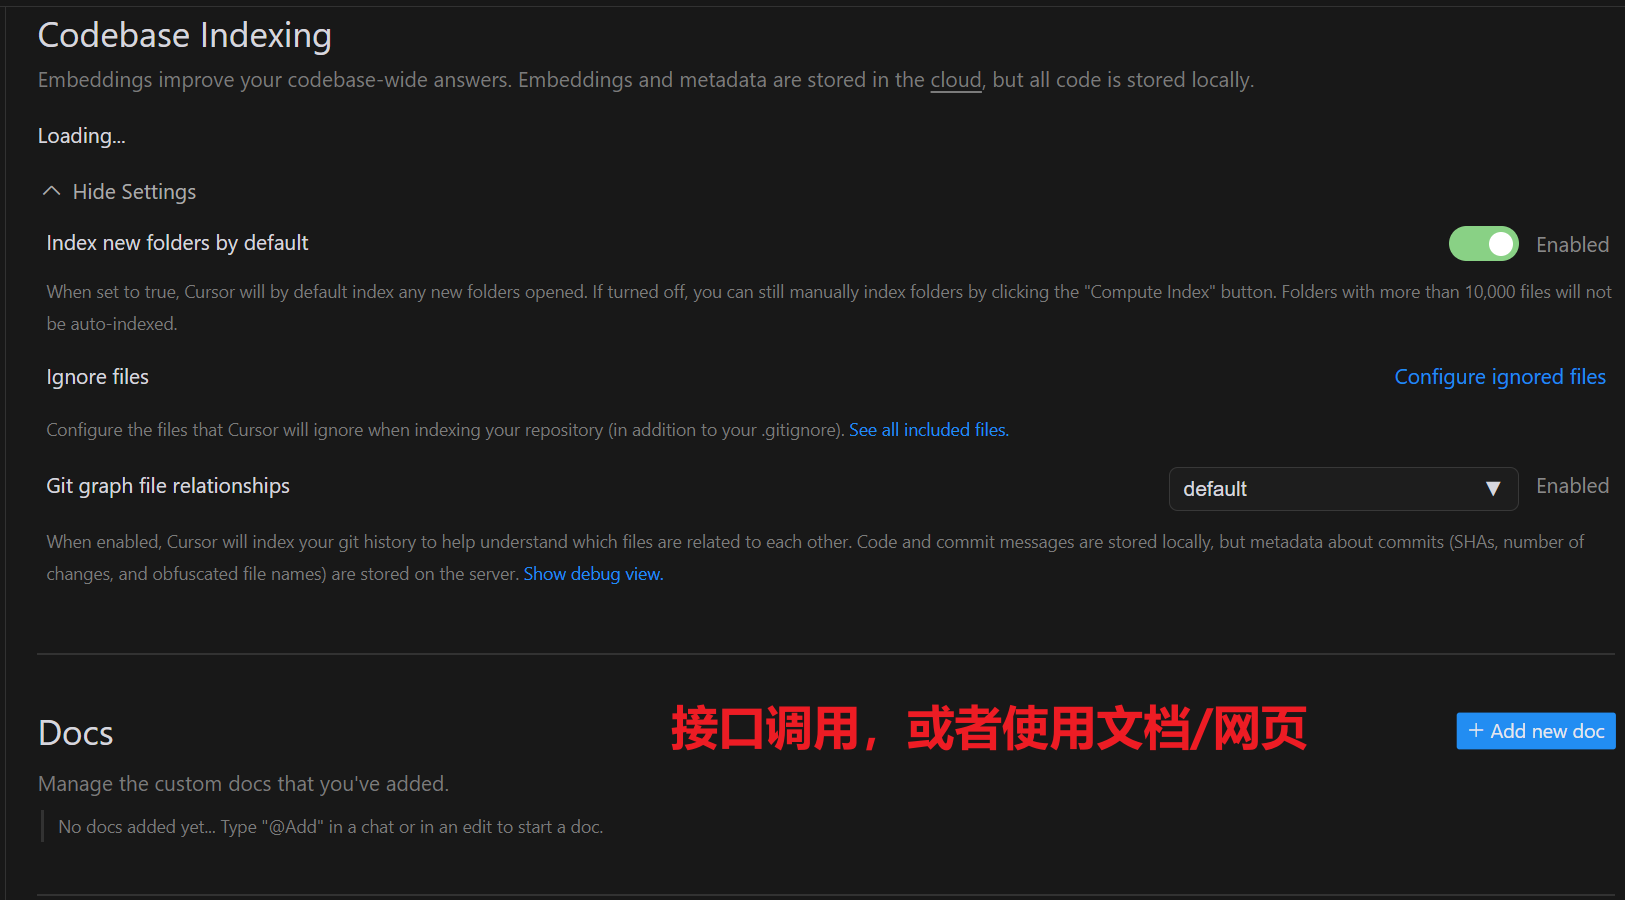 Codebase Indexing
Embeddings improve your codebase-wide answers. Embeddings and metadata are stored in the cloud, but all code is stored locally.
Loading...
Hide Settings
Index new folders by default
Enabled
When set to true, Cursor will by default index any new folders opened. If turned off, you can still manually index folders by clicking the "Compute Index" button. Folders with more than 10,000 files will not
be auto-indexed.
Ignore files
Configure ignored files
Configure the files that Cursor will ignore when indexing your repository (in addition to your .gitignore). See all included files.
Git graph file relationships
default
Enabled
When enabled, Cursor will index your git history to help understand which files are related to each other. Code and commit messages are stored locally, but metadata about commits (SHAs, number of
changes, and obfuscated file names) are stored on the server. Show debug view.
Docs
接口调用，或者使用文档/网页
+ Add new doc
Manage the custom docs that you've added.
No docs added yet... Type "@Add" in a chat or in an edit to start a doc.